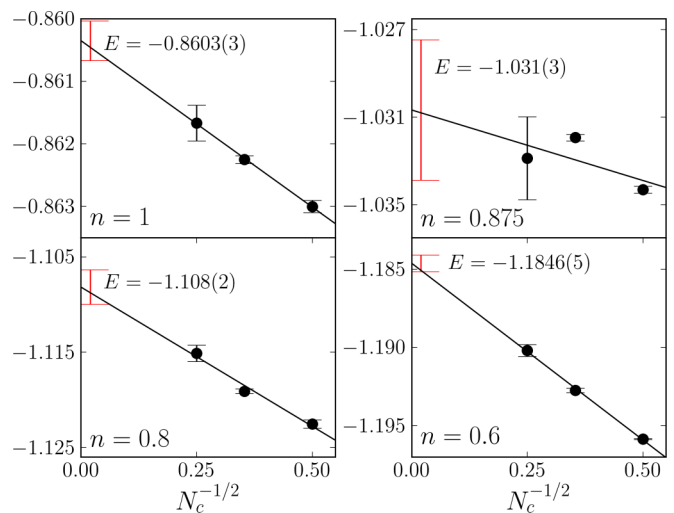 −0.860
−0.861
−0.862
−0.863
E = −0.8603(3)
n = 1
−1.027
−1.031
−1.035
E = −1.031(3)
n = 0.875
−1.105
−1.115
−1.125
E = −1.108(2)
n = 0.8
0.00 0.25 0.50
N_c^{−1/2}
−1.185
−1.190
−1.195
E = −1.1846(5)
n = 0.6
0.00 0.25 0.50
N_c^{−1/2}